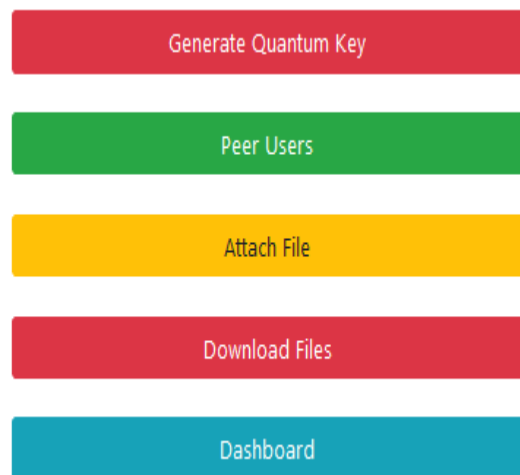 Generate Quantum Key
Peer Users
Attach File
Download Files
Dashboard